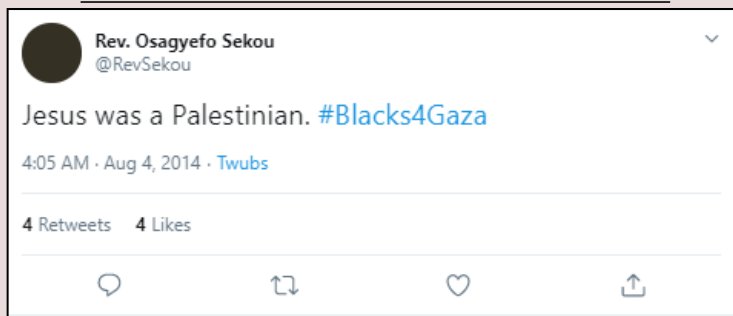 Rev. Osagyefo Sekou
@RevSekou
Jesus was a Palestinian. #Blacks4Gaza
4:05 AM · Aug 4, 2014 · Twubs
4 Retweets 4 Likes